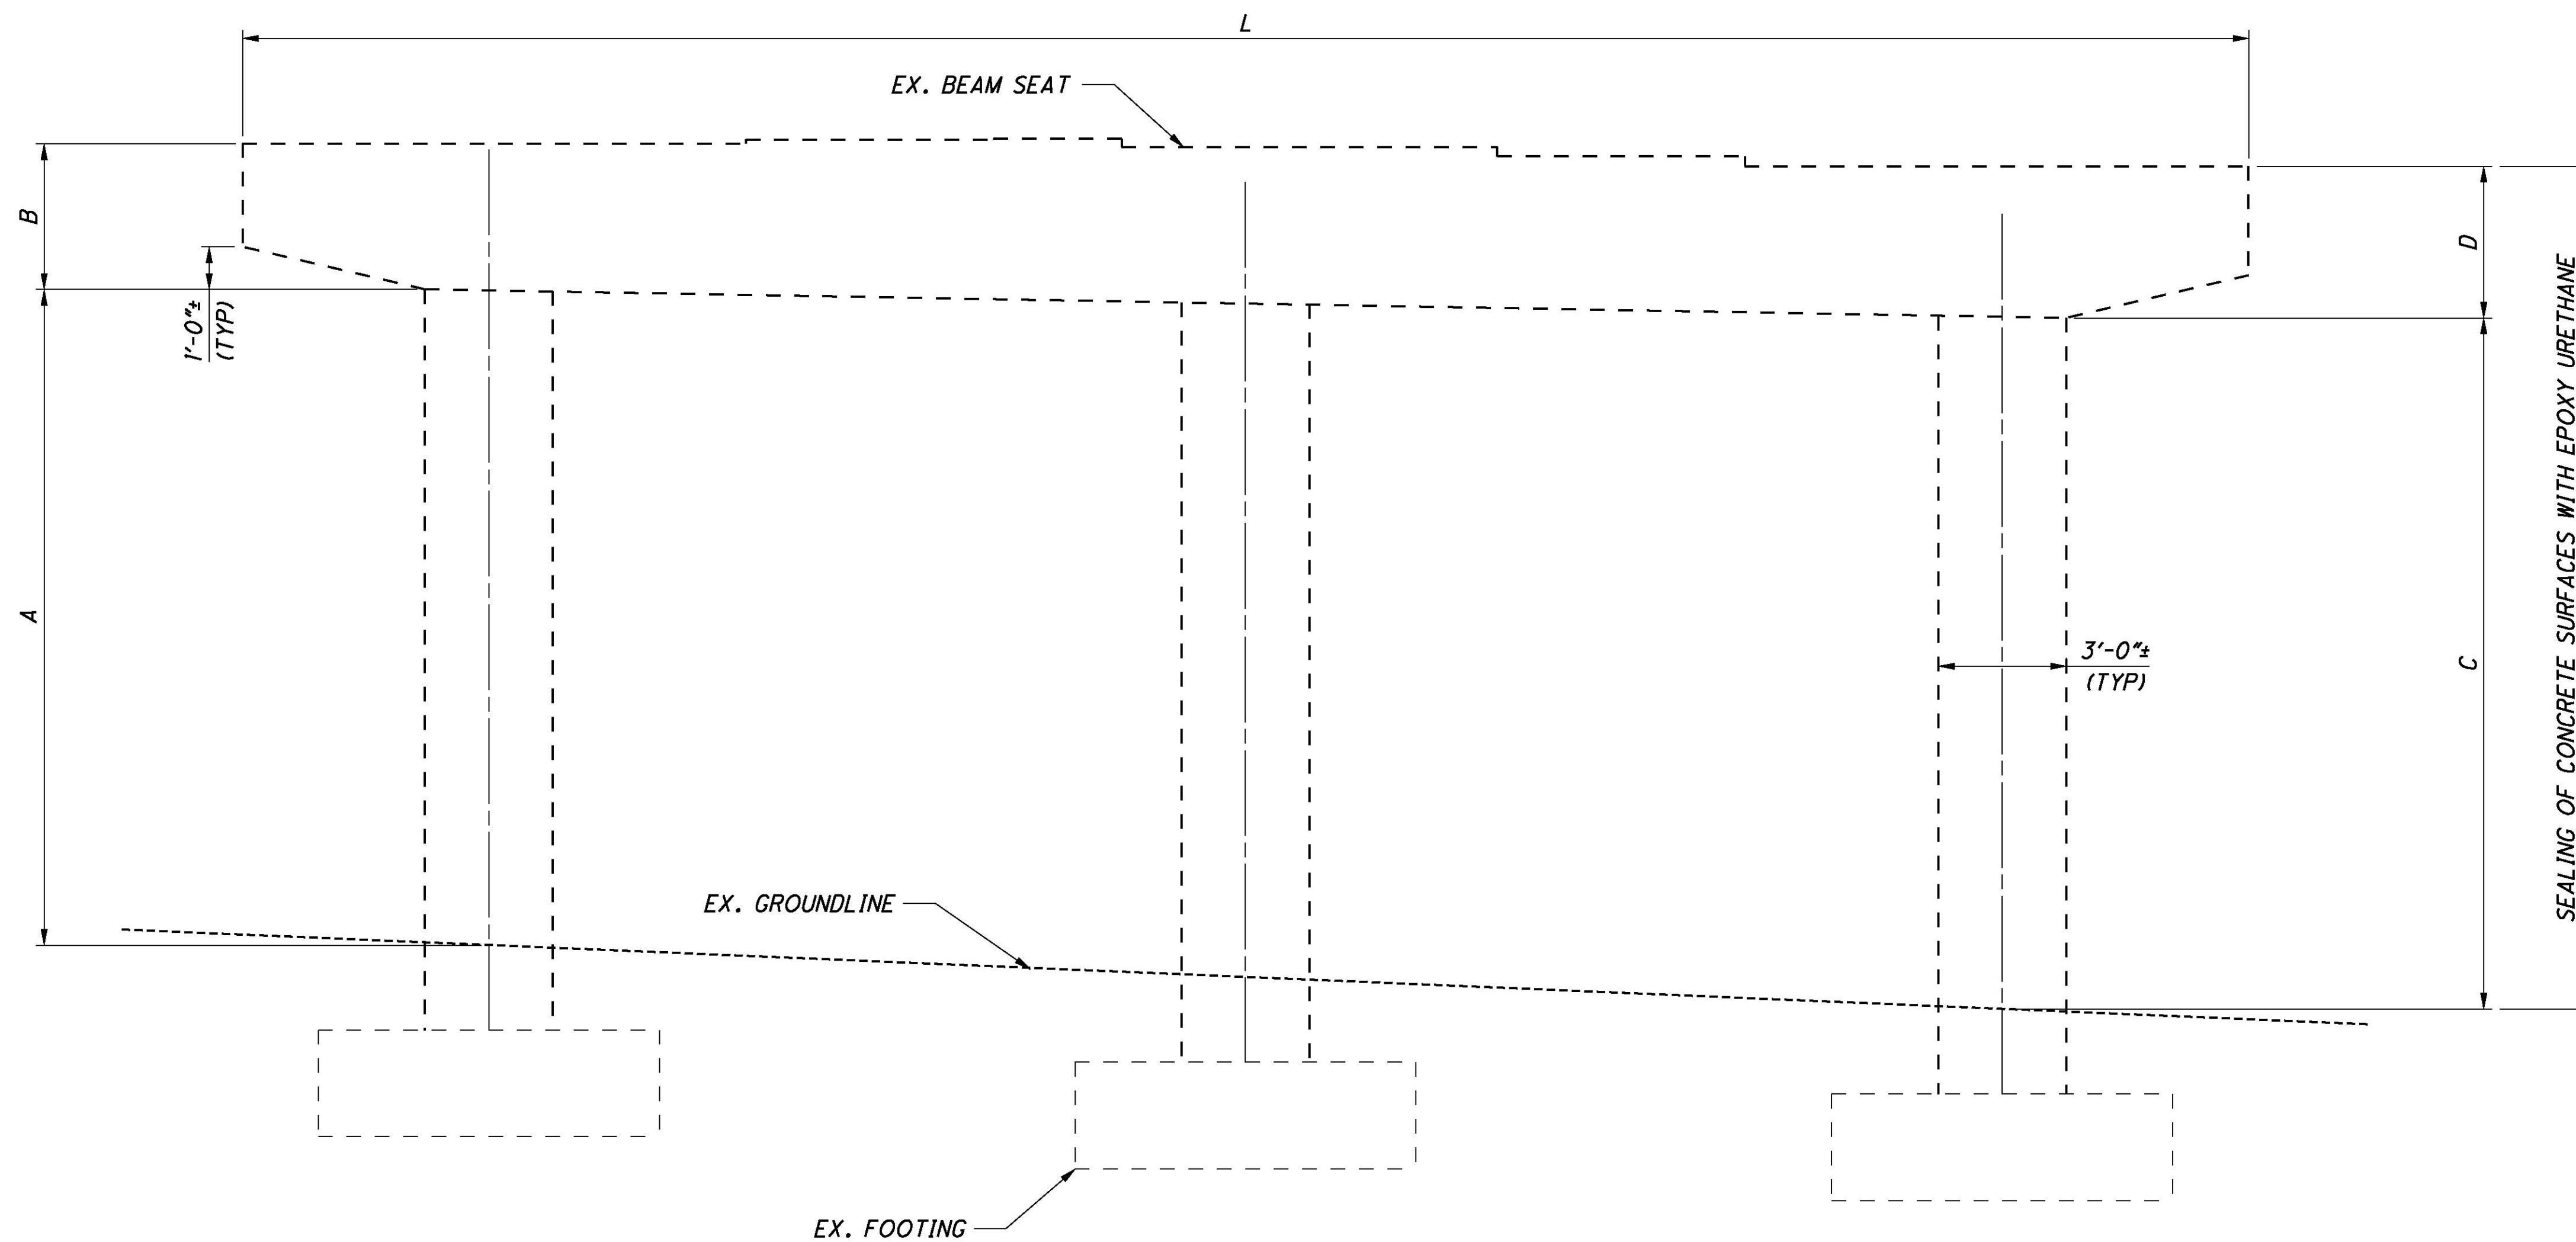 L
EX. BEAM SEAT
B
D
1'-0"±
(TYP)
A
3'-0"±
(TYP)
C
SEALING OF CONCRETE SURFACES WITH EPOXY URETHANE
EX. GROUNDLINE
EX. FOOTING